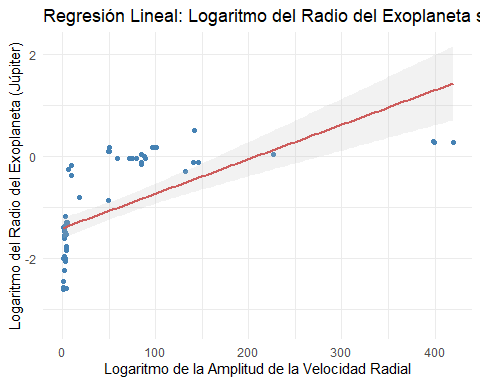 Regresión Lineal: Logaritmo del Radio del Exoplaneta s
Logaritmo del Radio del Exoplaneta (Júpiter)
2
0
-2
0
100
200
300
400
Logaritmo de la Amplitud de la Velocidad Radial